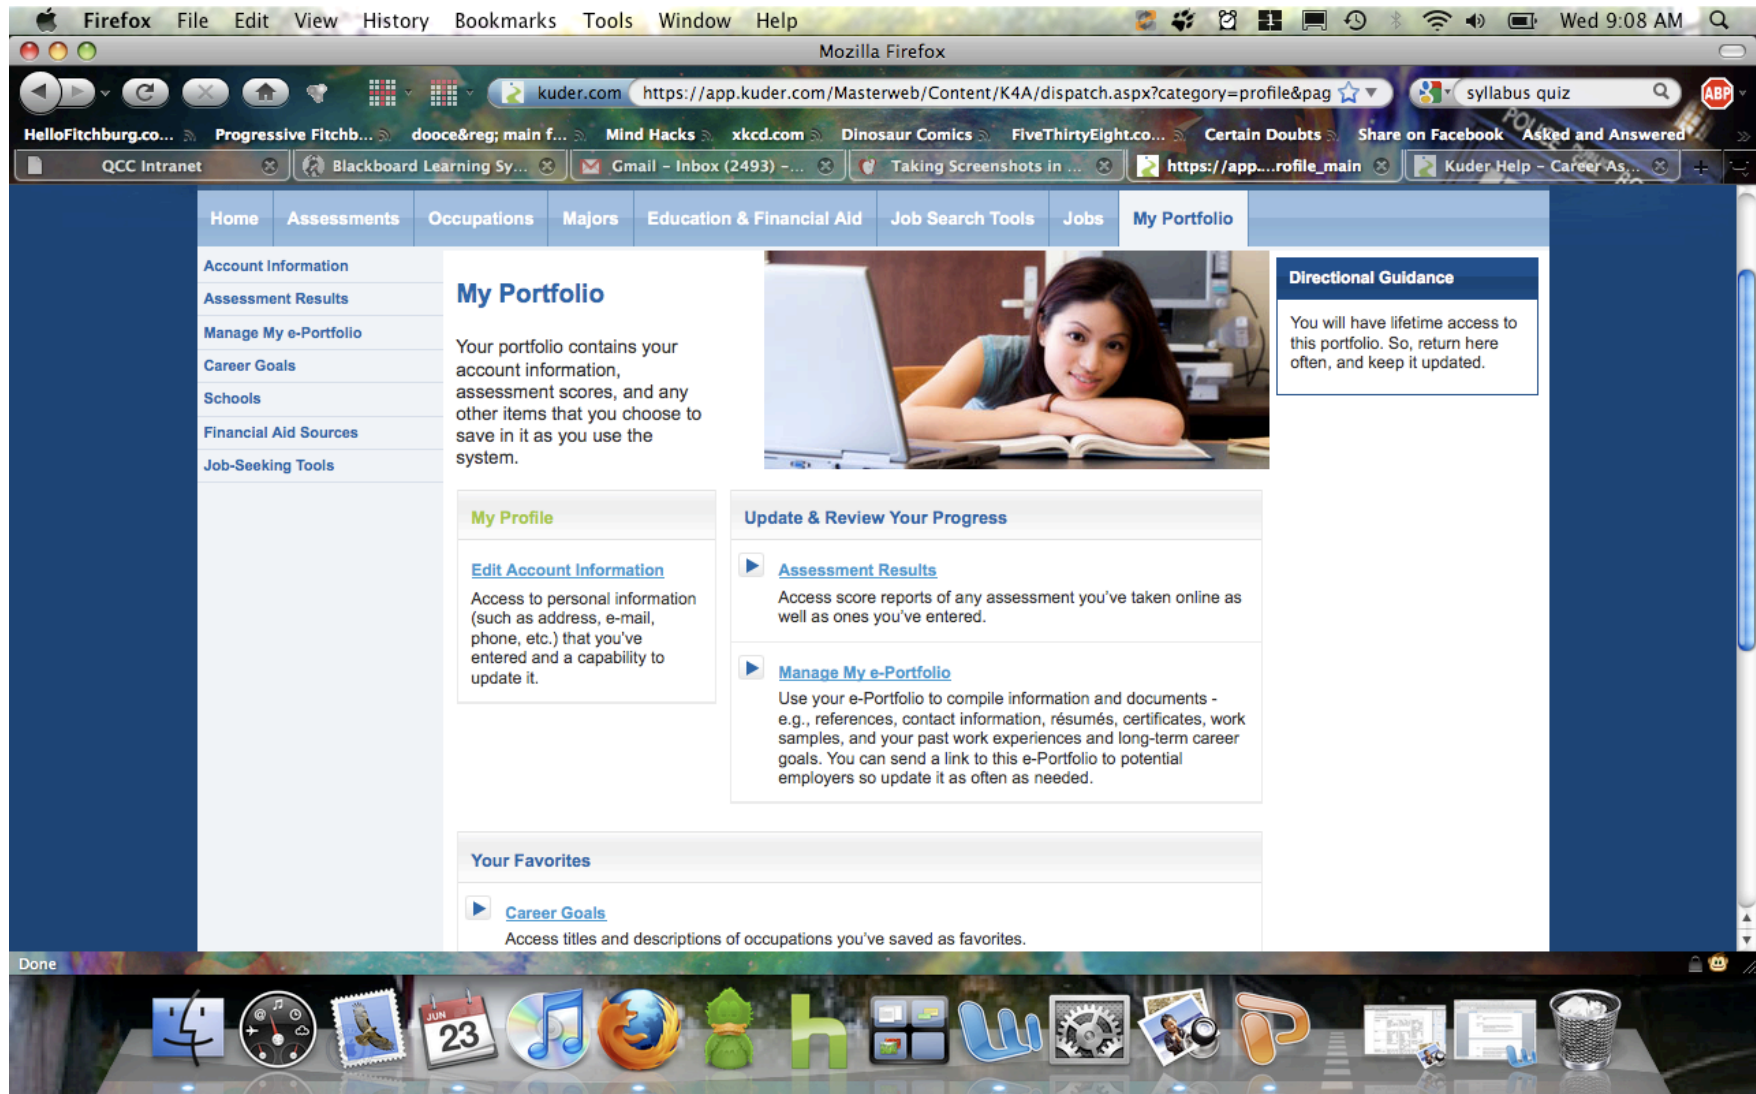 Firefox File Edit View History Bookmarks Tools Window Help
Wed 9:08 AM
Mozilla Firefox
kuder.com https://app.kuder.com/Masterweb/Content/K4A/dispatch.aspx?category=profile&pag
syllabus quiz
ABP
HelloFitchburg.co... Progressive Fitchb... dooce&reg; main f... Mind Hacks xkcd.com Dinosaur Comics FiveThirtyEight.co... Certain Doubts Share on Facebook Asked and Answered
QCC Intranet Blackboard Learning Sy... Gmail – Inbox (2493) –... Taking Screenshots in ... https://app....rofile_main Kuder Help – Career As...
Home Assessments Occupations Majors Education & Financial Aid Job Search Tools Jobs My Portfolio
Account Information
Assessment Results
Manage My e-Portfolio
Career Goals
Schools
Financial Aid Sources
Job-Seeking Tools
My Portfolio
Your portfolio contains your
account information,
assessment scores, and any
other items that you choose to
save in it as you use the
system.
Directional Guidance
You will have lifetime access to
this portfolio. So, return here
often, and keep it updated.
My Profile
Edit Account Information
Access to personal information
(such as address, e-mail,
phone, etc.) that you've
entered and a capability to
update it.
Update & Review Your Progress
Assessment Results
Access score reports of any assessment you've taken online as
well as ones you've entered.
Manage My e-Portfolio
Use your e-Portfolio to compile information and documents -
e.g., references, contact information, résumés, certificates, work
samples, and your past work experiences and long-term career
goals. You can send a link to this e-Portfolio to potential
employers so update it as often as needed.
Your Favorites
Career Goals
Access titles and descriptions of occupations you've saved as favorites.
Done
JUN
23
h